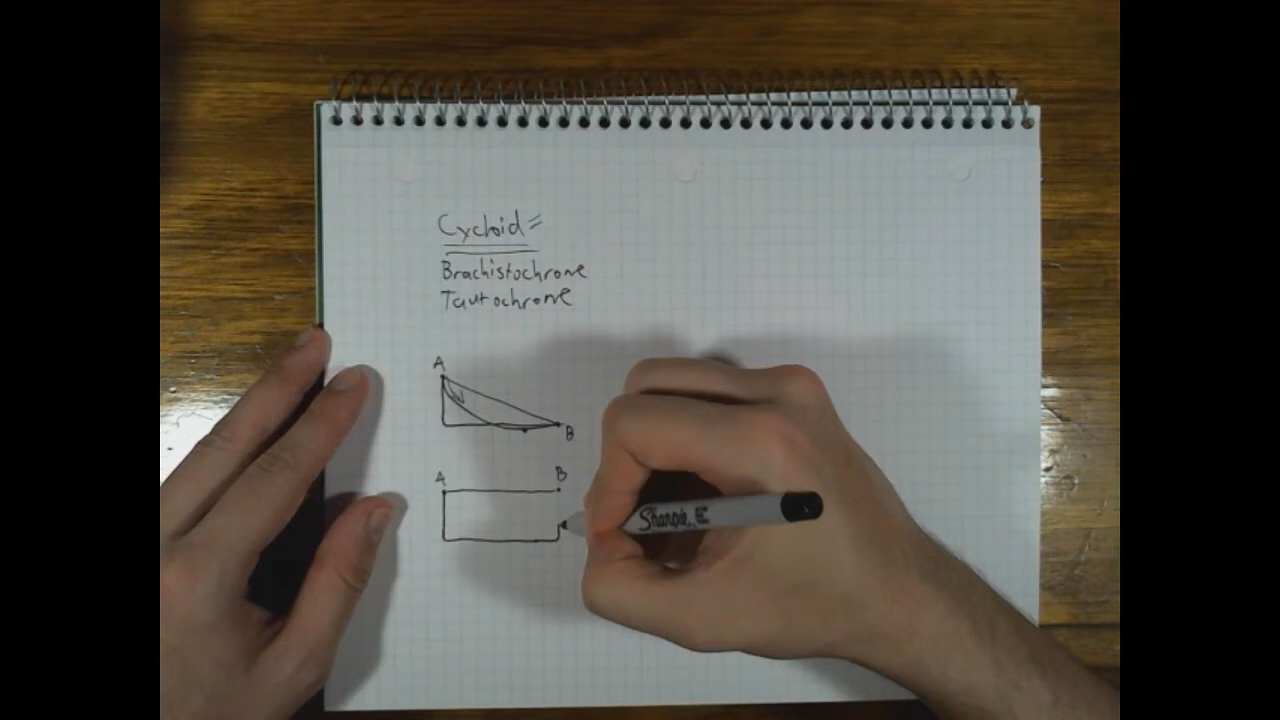 Cycloid =
Brachistochrone
Tautochrone
A
B
A B
Sharpie